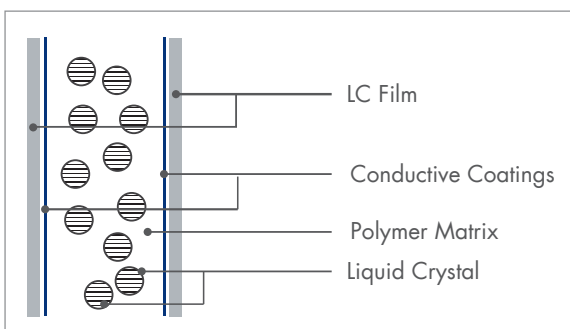 LC Film
Conductive Coatings
Polymer Matrix
Liquid Crystal